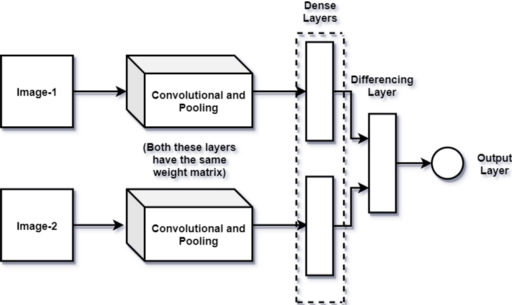 Dense
Layers
Image-1
Convolutional and
Pooling
Differencing
Layer
(Both these layers
have the same
weight matrix)
Output
Layer
Image-2
Convolutional and
Pooling